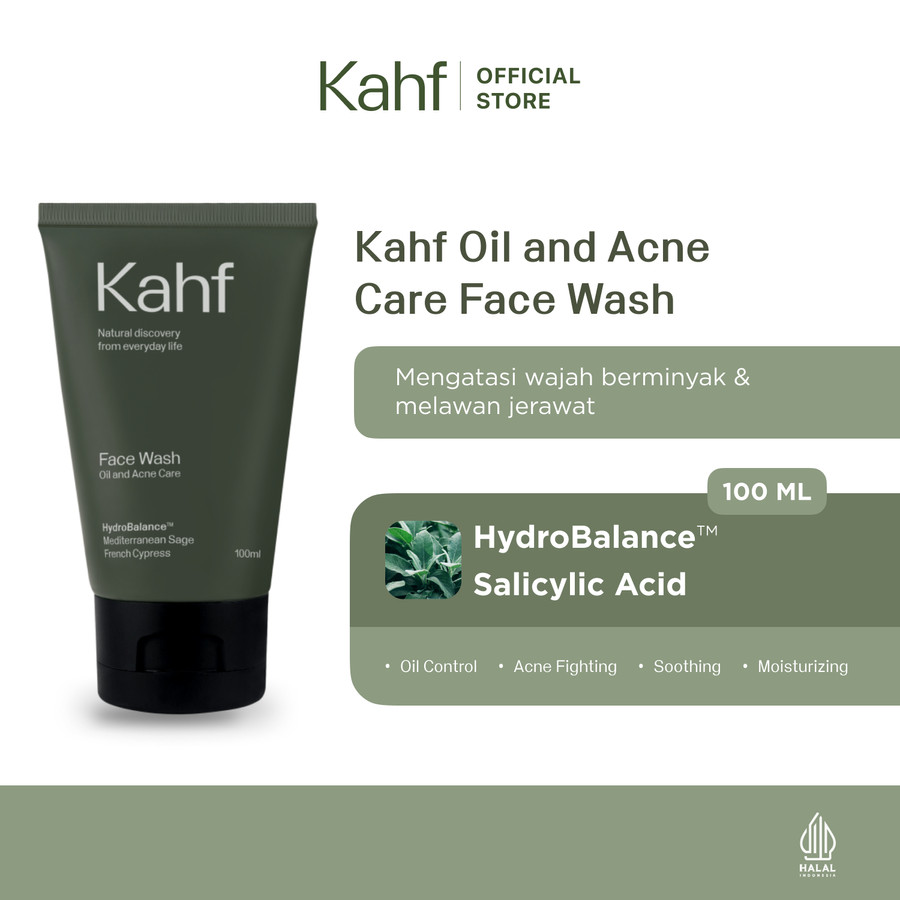 Kahf
OFFICIAL
STORE
Kahf
Natural discovery
from everyday life
Face Wash
Oil and Acne Care
HydroBalance™
Mediterranean Sage
French Cypress
100ml
Kahf Oil and Acne
Care Face Wash
Mengatasi wajah berminyak &
melawan jerawat
100 ML
HydroBalance™
Salicylic Acid
• Oil Control • Acne Fighting • Soothing • Moisturizing
HALAL
INDONESIA